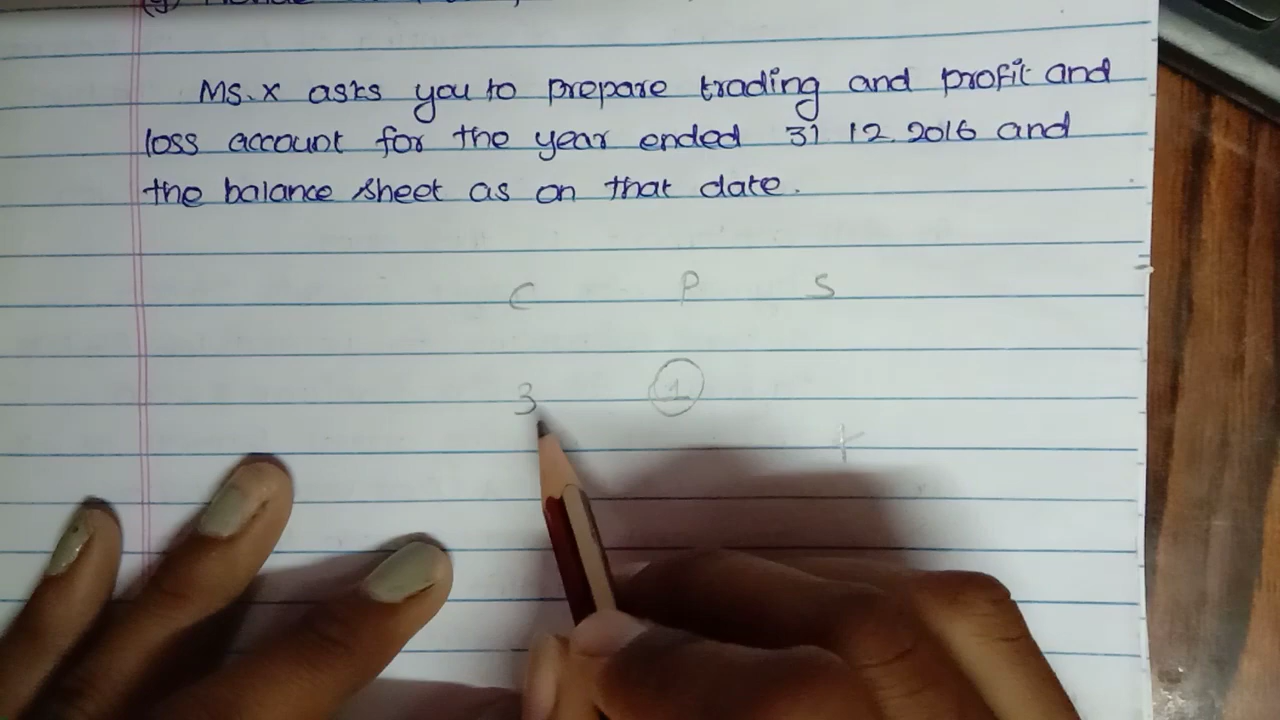 Ms. X asks you to prepare trading and profit and
loss account for the year ended 31 12 2016 and
the balance sheet as on that date.
C P S
3 1